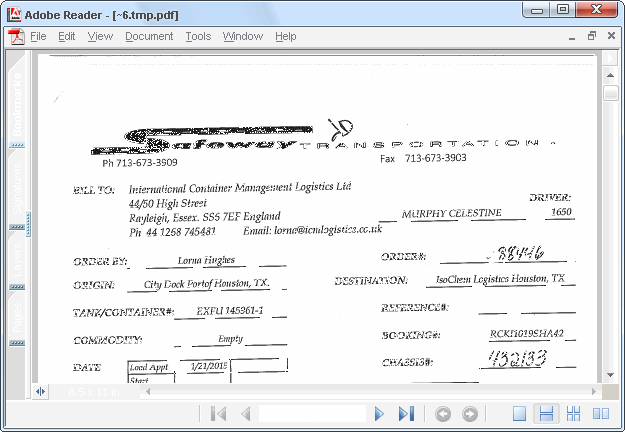 Adobe Reader - [~6.tmp.pdf]
File Edit View Document Tools Window Help
Bookmarks
Signatures
Layers
Pages
Safeway TRANSPORTATION
Ph 713-673-3909 Fax 713-673-3903
BILL TO: International Container Management Logistics Ltd
44/50 High Street
Rayleigh, Essex. SS5 7EF England
Ph 44 1268 745481 Email: lorna@icmlogistics.co.uk
DRIVER:
MURPHY CELESTINE 1650
ORDER BY: Lorna Hughes ORDER#: 38446
ORIGIN: City Dock Port of Houston, TX. DESTINATION: IsoChem Logistics Houston, TX
TANK/CONTAINER#: EXFU 145361-1 REFERENCE#:
COMMODITY: Empty BOOKING#: RCKI1019SHA42
DATE Load Appt 1/21/2015 CHASSIS#: 432133
Start
8.5 x 11 in